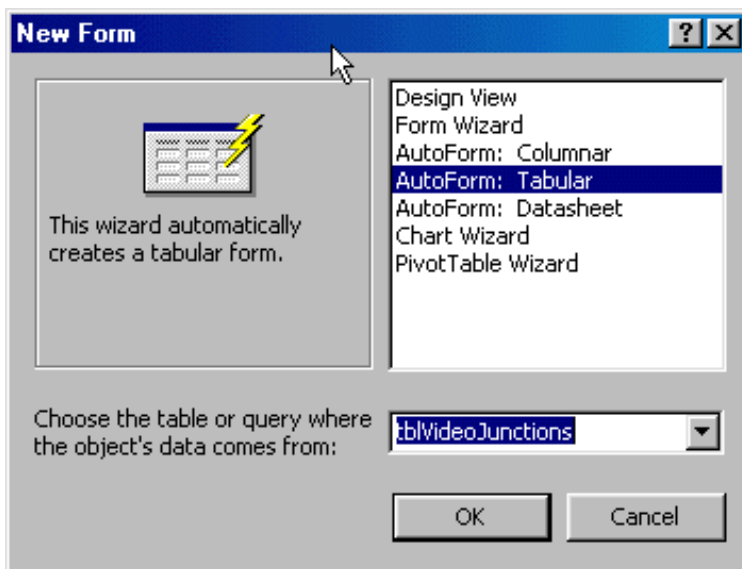 New Form
Design View
Form Wizard
AutoForm: Columnar
AutoForm: Tabular
AutoForm: Datasheet
Chart Wizard
PivotTable Wizard
This wizard automatically
creates a tabular form.
Choose the table or query where
the object's data comes from:
tblVideoJunctions
OK
Cancel